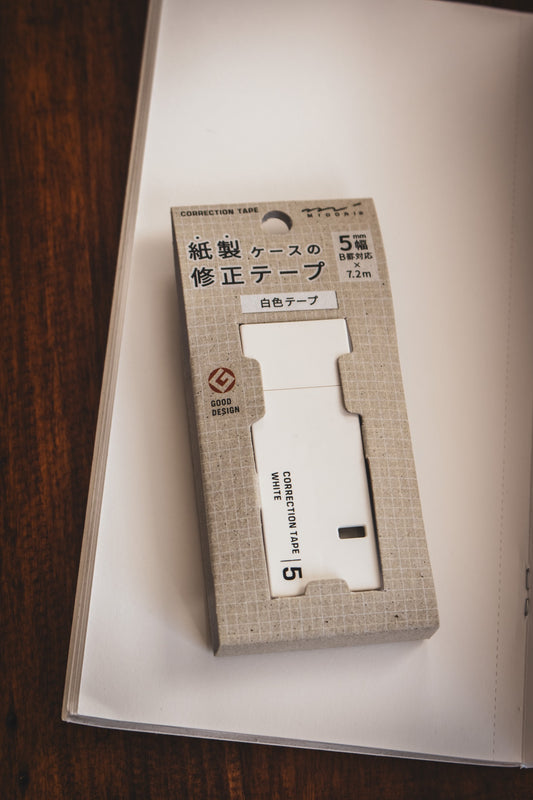 CORRECTION TAPE
MIDORI
紙製ケースの
修正テープ
5mm幅
B罫対応
×
7.2m
白色テープ
GOOD
DESIGN
CORRECTION TAPE
WHITE
5